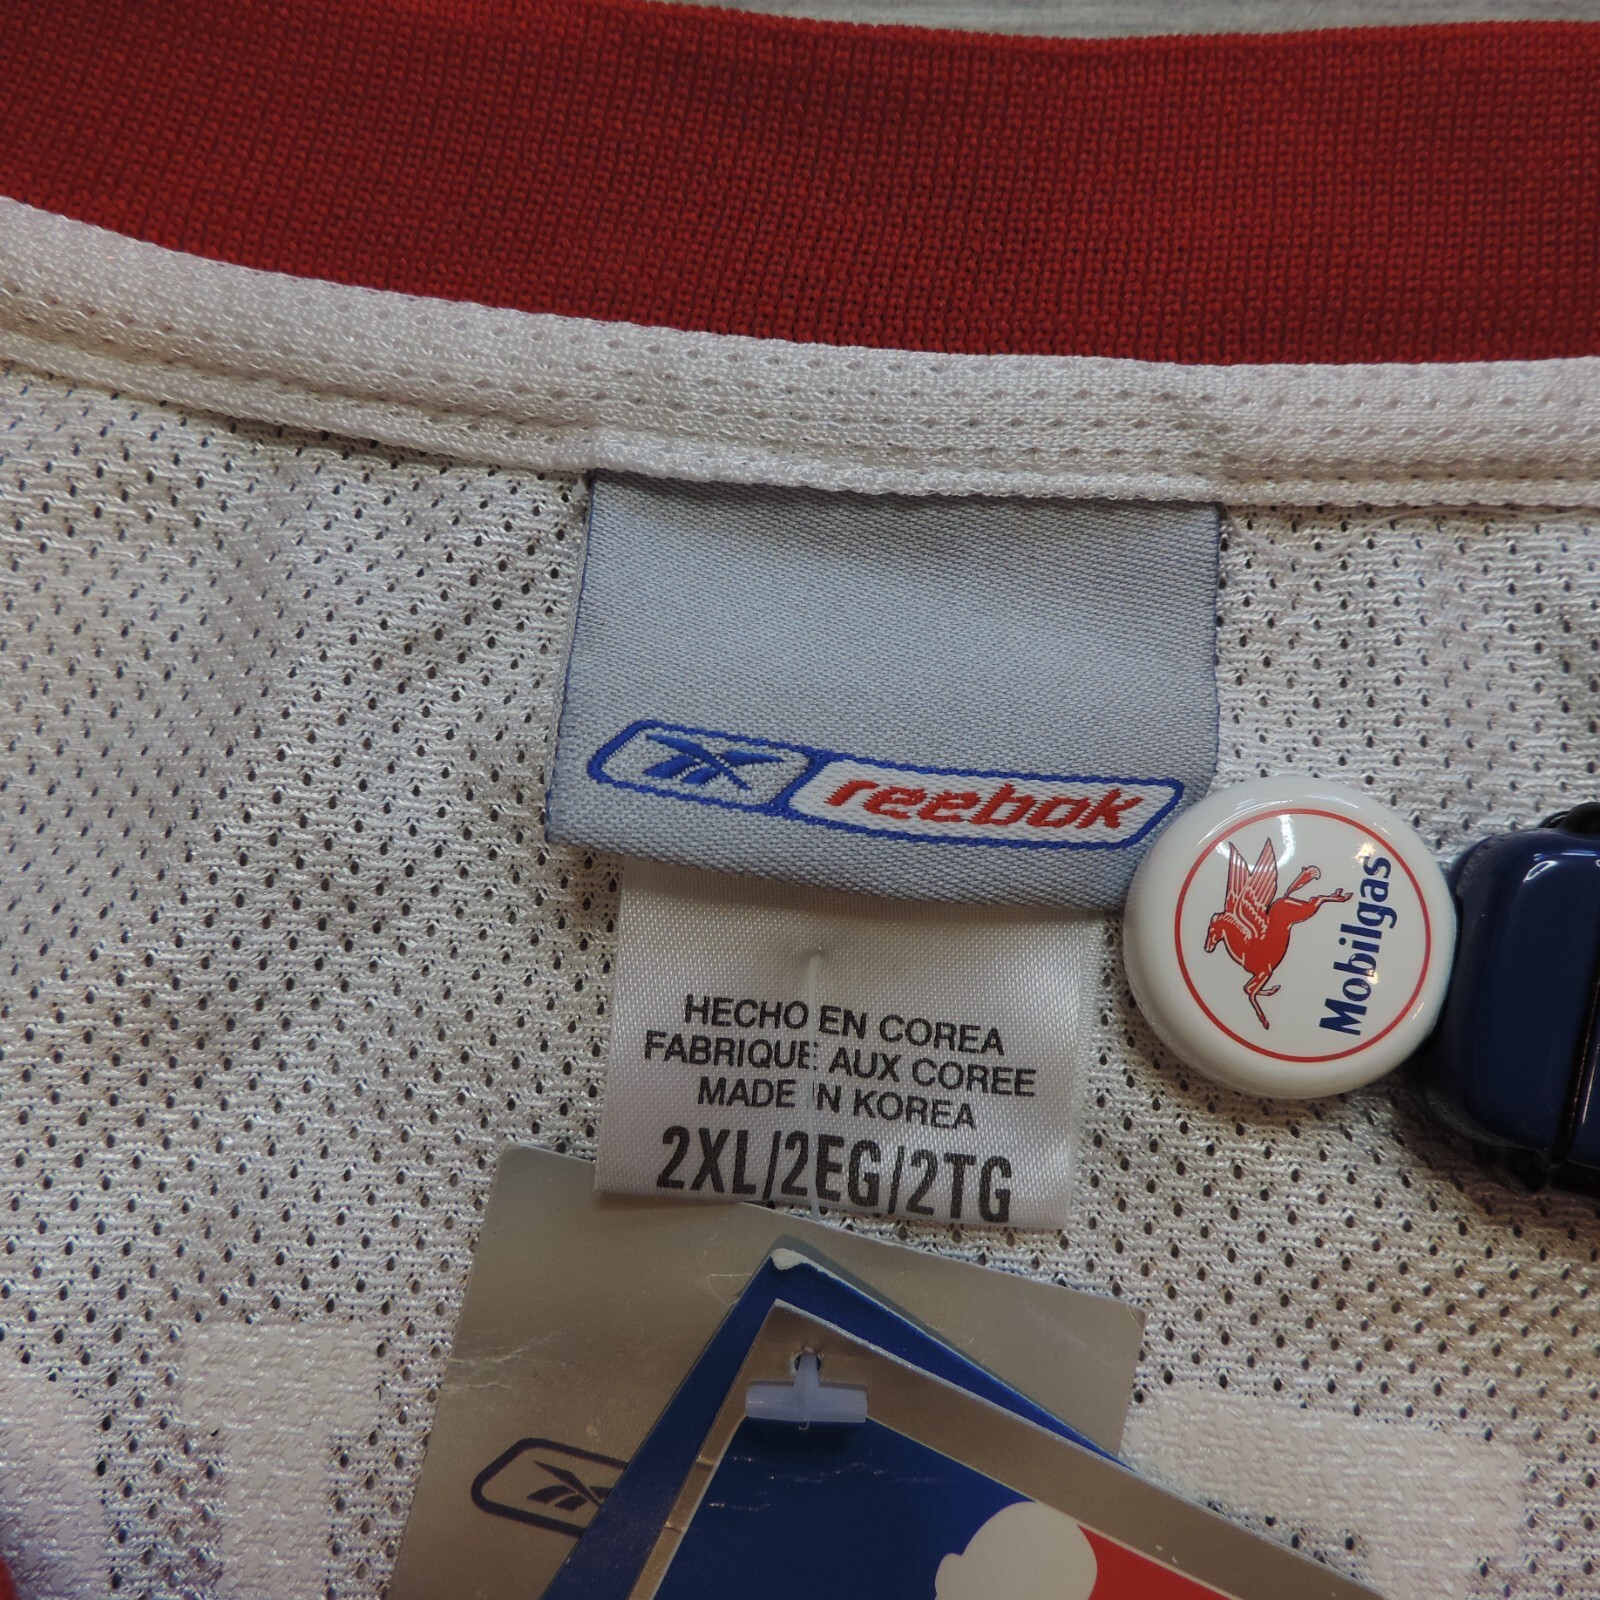 reebok
Mobilgas
HECHO EN COREA
FABRIQUE AUX COREE
MADE IN KOREA
2XL/2EG/2TG